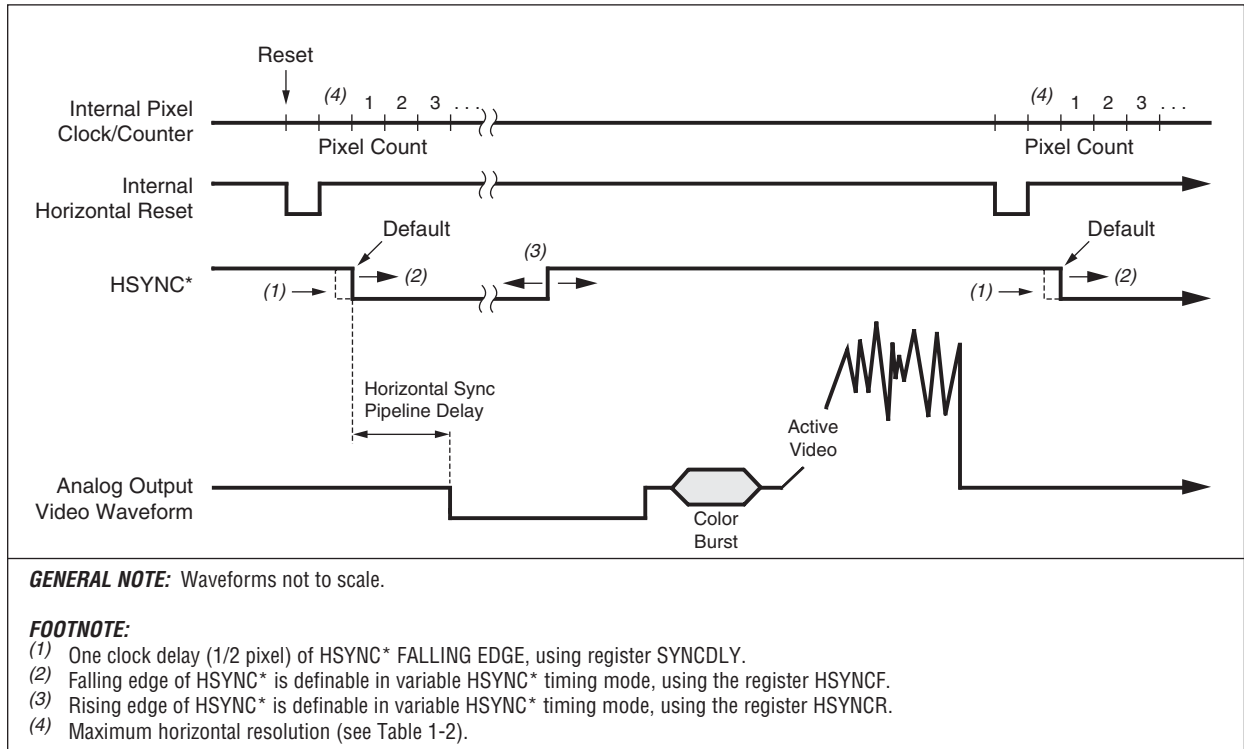 Reset
(4) 1 2 3 . . .
(4) 1 2 3 . . .
Internal Pixel
Clock/Counter
Pixel Count
Pixel Count
Internal
Horizontal Reset
Default
(3)
Default
HSYNC*
(1)
(2)
(1)
(2)
Horizontal Sync
Pipeline Delay
Active
Video
Analog Output
Video Waveform
Color
Burst
GENERAL NOTE: Waveforms not to scale.
FOOTNOTE:
(1) One clock delay (1/2 pixel) of HSYNC* FALLING EDGE, using register SYNCDLY.
(2) Falling edge of HSYNC* is definable in variable HSYNC* timing mode, using the register HSYNCF.
(3) Rising edge of HSYNC* is definable in variable HSYNC* timing mode, using the register HSYNCR.
(4) Maximum horizontal resolution (see Table 1-2).